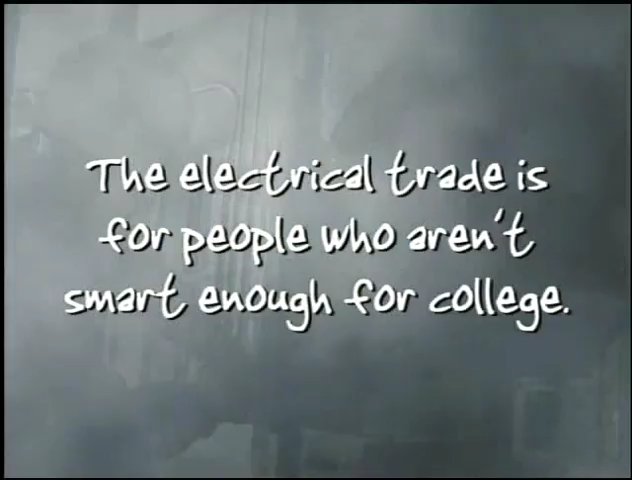 The electrical trade is
for people who aren't
smart enough for college.